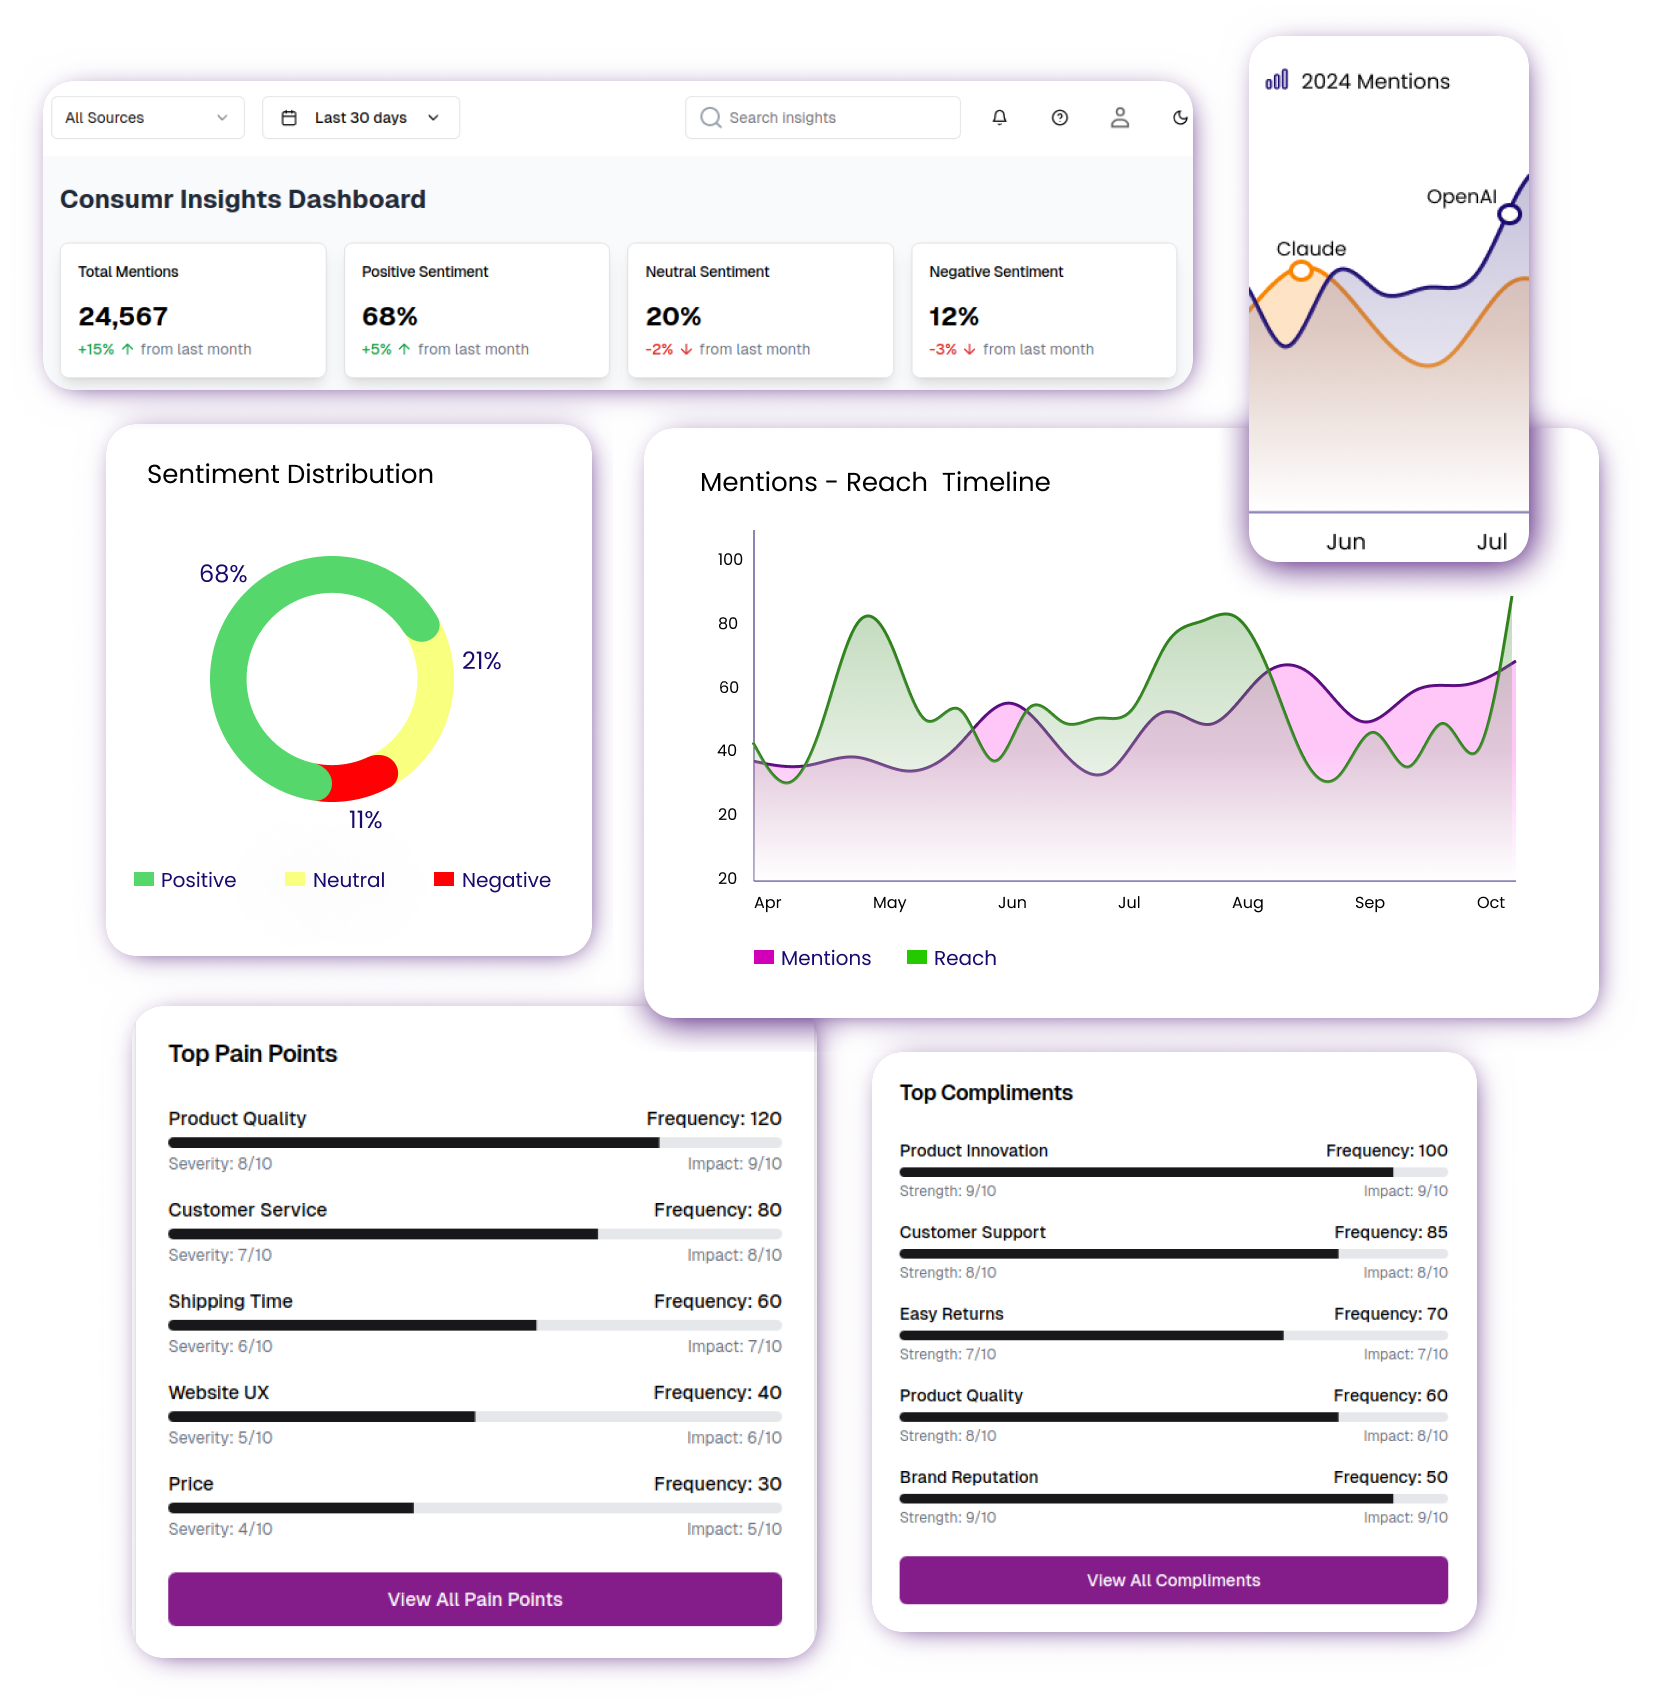 All Sources
Last 30 days
Search insights
Consumr Insights Dashboard
Total Mentions
24,567
+15% ↑ from last month
Positive Sentiment
68%
+5% ↑ from last month
Neutral Sentiment
20%
-2% ↓ from last month
Negative Sentiment
12%
-3% ↓ from last month
2024 Mentions
OpenAI
Claude
Jun Jul
Sentiment Distribution
68%
21%
11%
Positive Neutral Negative
Mentions - Reach Timeline
100
80
60
40
20
20
Apr May Jun Jul Aug Sep Oct
Mentions Reach
Top Pain Points
Product Quality Frequency: 120
Severity: 8/10 Impact: 9/10
Customer Service Frequency: 80
Severity: 7/10 Impact: 8/10
Shipping Time Frequency: 60
Severity: 6/10 Impact: 7/10
Website UX Frequency: 40
Severity: 5/10 Impact: 6/10
Price Frequency: 30
Severity: 4/10 Impact: 5/10
View All Pain Points
Top Compliments
Product Innovation Frequency: 100
Strength: 9/10 Impact: 9/10
Customer Support Frequency: 85
Strength: 8/10 Impact: 8/10
Easy Returns Frequency: 70
Strength: 7/10 Impact: 7/10
Product Quality Frequency: 60
Strength: 8/10 Impact: 8/10
Brand Reputation Frequency: 50
Strength: 9/10 Impact: 9/10
View All Compliments